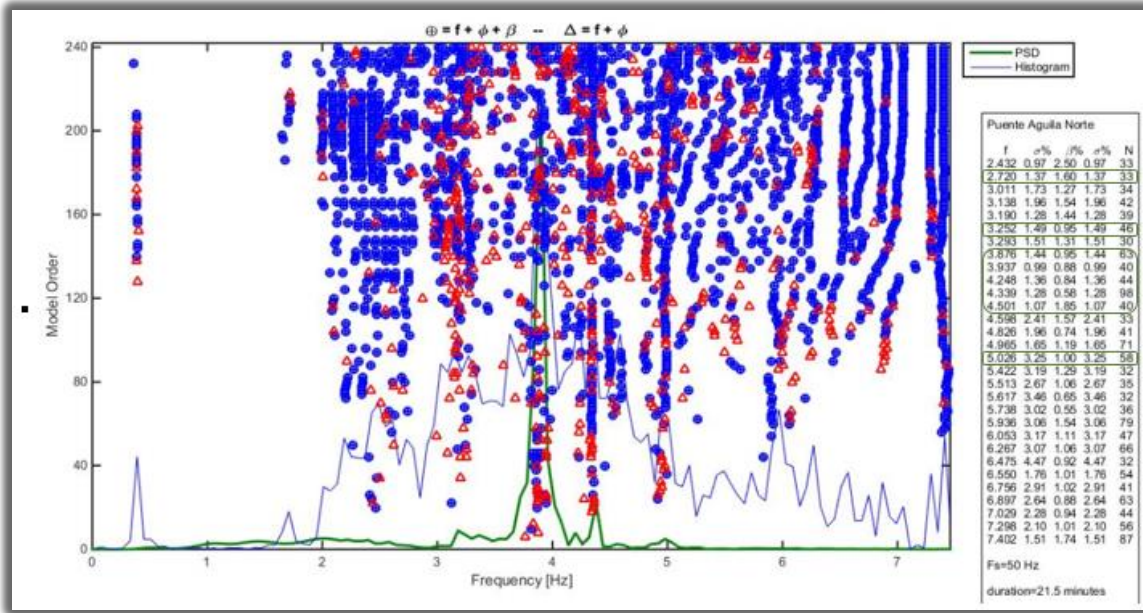 ⊕ = f + ϕ + β -- Δ = f + ϕ
240
200
160
120
80
40
0
Model Order
0 1 2 3 4 5 6 7
Frequency [Hz]
PSD
Histogram
Puente Aguila Norte
f σ% β% σ% N
2.432 0.97 2.50 0.97 33
2.720 1.37 1.60 1.37 33
3.011 1.73 1.27 1.73 34
3.138 1.96 1.54 1.96 42
3.190 1.28 1.44 1.28 39
3.252 1.49 0.95 1.49 46
3.293 1.51 1.31 1.51 30
3.876 1.44 0.95 1.44 63
3.937 0.99 0.88 0.99 40
4.248 1.36 0.84 1.36 44
4.339 1.28 0.58 1.28 98
4.501 1.07 1.85 1.07 40
4.598 2.41 1.57 2.41 33
4.826 1.96 0.74 1.96 41
4.965 1.65 1.19 1.65 71
5.026 3.25 1.00 3.25 58
5.422 3.19 1.29 3.19 32
5.513 2.67 1.06 2.67 35
5.617 3.46 0.65 3.46 32
5.738 3.02 0.55 3.02 36
5.936 3.06 1.54 3.06 79
6.053 3.17 1.11 3.17 47
6.267 3.07 1.06 3.07 66
6.475 4.47 0.92 4.47 32
6.550 1.76 1.01 1.76 54
6.756 2.91 1.02 2.91 41
6.897 2.64 0.88 2.64 63
7.029 2.28 0.94 2.28 44
7.298 2.10 1.01 2.10 56
7.402 1.51 1.74 1.51 87
Fs=50 Hz
duration=21.5 minutes